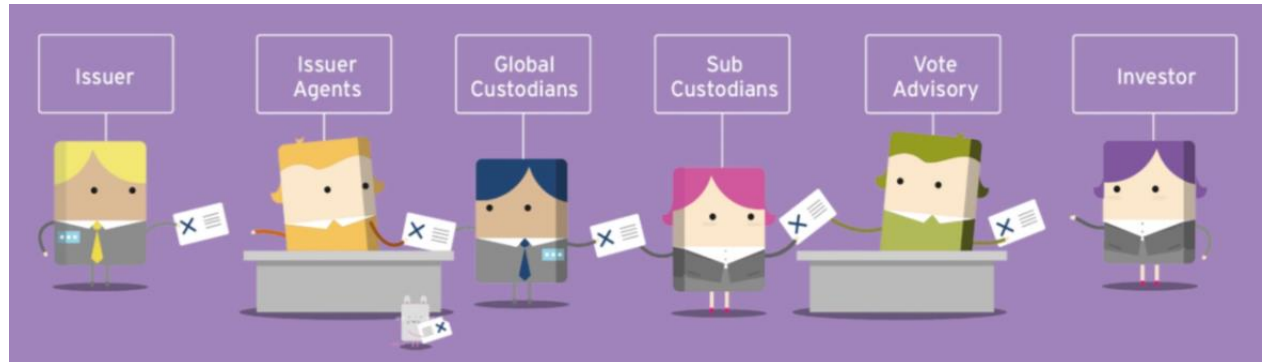 Issuer
Issuer
Agents
Global
Custodians
Sub
Custodians
Vote
Advisory
Investor